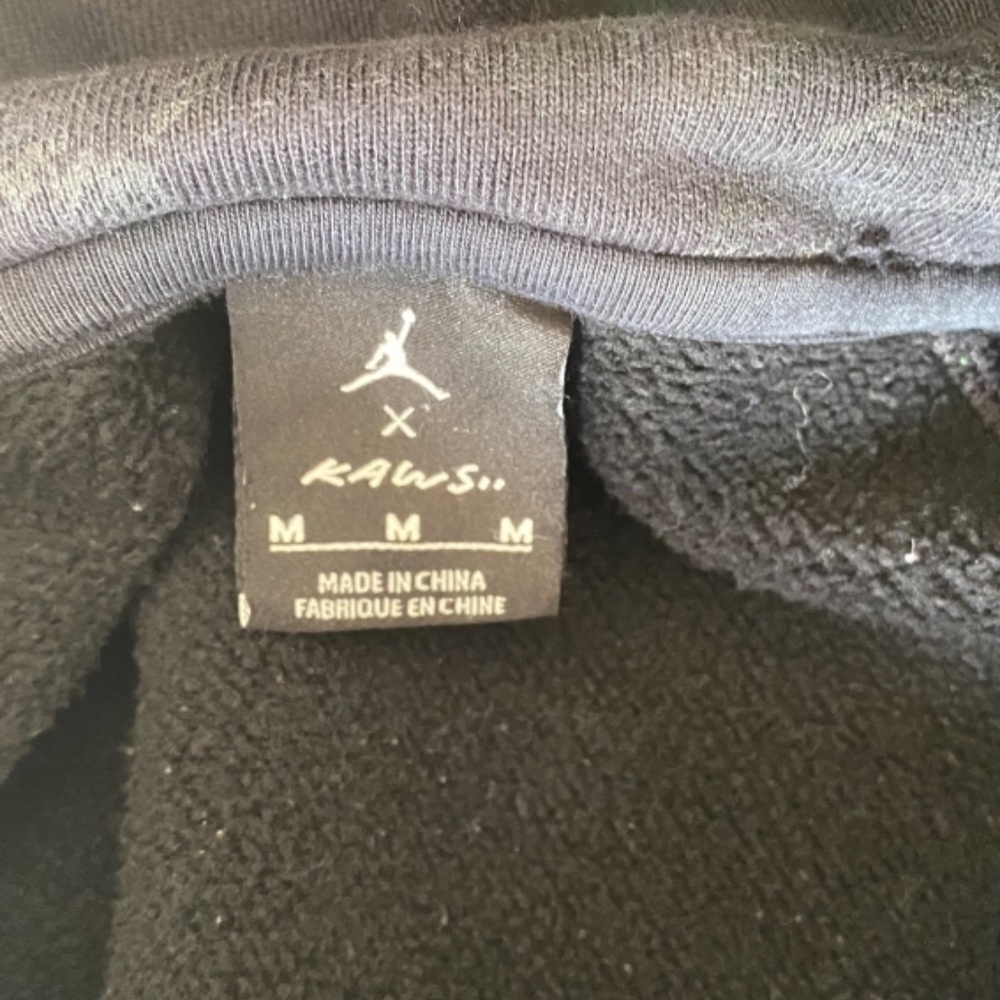 X
KAWS..
M M M
MADE IN CHINA
FABRIQUE EN CHINE